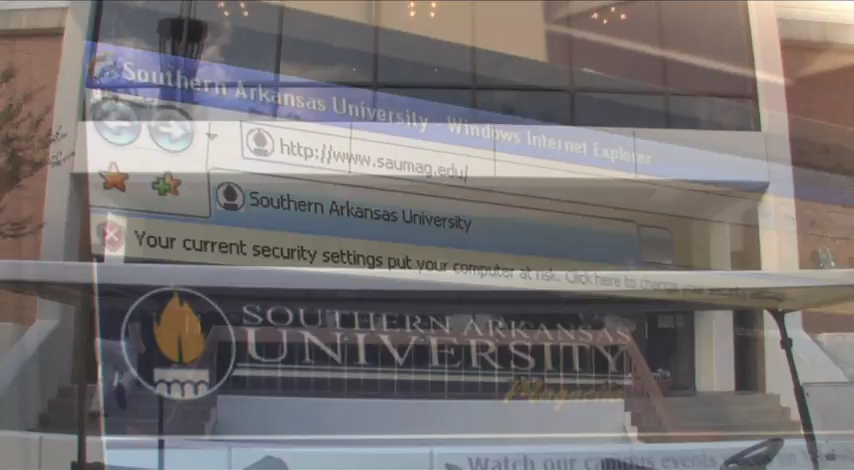 Southern Arkansas University - Windows Internet Explorer
http://www.saumag.edu/
Southern Arkansas University
Your current security settings put your computer at risk. Click here to change
SOUTHERN ARKANSAS
UNIVERSITY
Magnolia
Watch our campus events